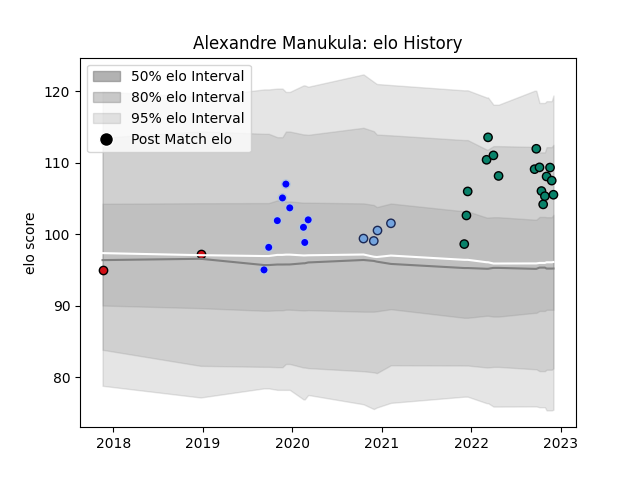 Alexandre Manukula: elo History
50% elo Interval
80% elo Interval
95% elo Interval
Post Match elo
elo score
120
110
100
90
80
2018 2019 2020 2021 2022 2023